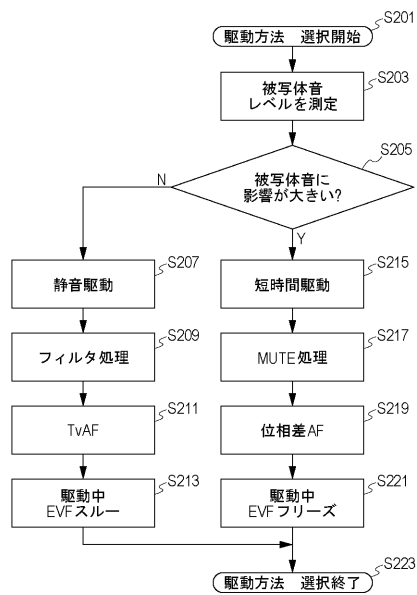 S201
駆動方法　選択開始
S203
被写体音
レベルを測定
S205
被写体音に
影響が大きい?
N
Y
S207
静音駆動
S209
フィルタ処理
S211
TvAF
S213
駆動中
EVFスルー
S215
短時間駆動
S217
MUTE処理
S219
位相差AF
S221
駆動中
EVFフリーズ
S223
駆動方法　選択終了